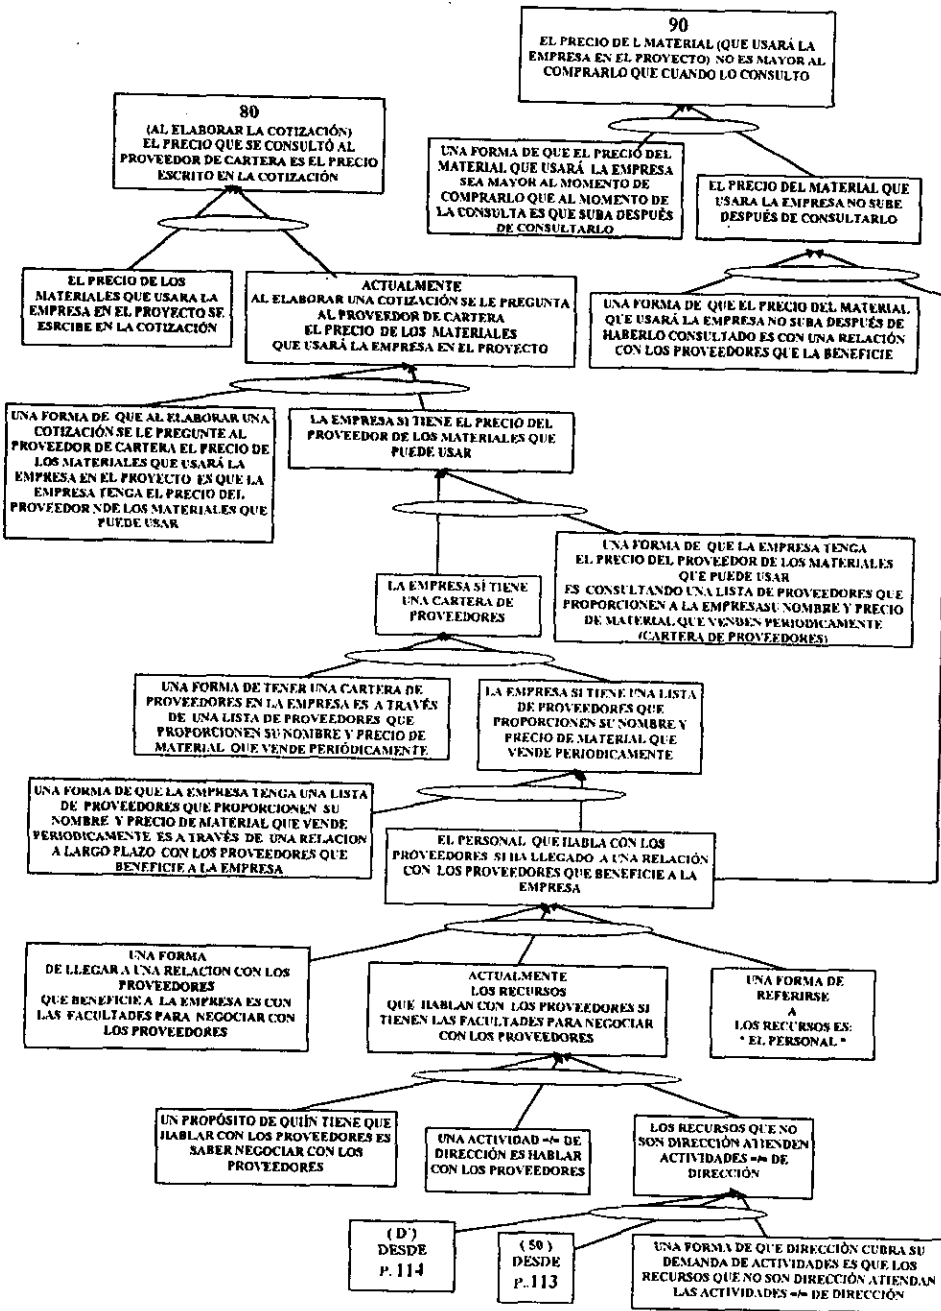 90
EL PRECIO DE L MATERIAL (QUE USARÁ LA
EMPRESA EN EL PROYECTO) NO ES MAYOR AL
COMPRARLO QUE CUANDO LO CONSULTO
80
(AL ELABORAR LA COTIZACIÓN)
EL PRECIO QUE SE CONSULTÓ AL
PROVEEDOR DE CARTERA ES EL PRECIO
ESCRITO EN LA COTIZACIÓN
UNA FORMA DE QUE EL PRECIO DEL
MATERIAL QUE USARÁ LA EMPRESA
SEA MAYOR AL MOMENTO DE
COMPRARLO QUE AL MOMENTO DE
LA CONSULTA ES QUE SUBA DESPUÉS
DE CONSULTARLO
EL PRECIO DEL MATERIAL QUE
USARA LA EMPRESA NO SUBE
DESPUÉS DE CONSULTARLO
EL PRECIO DE LOS
MATERIALES QUE USARA LA
EMPRESA EN EL PROYECTO SE
ESRCIBE EN LA COTIZACIÓN
ACTUALMENTE
AL ELABORAR UNA COTIZACIÓN SE LE PREGUNTA
AL PROVEEDOR DE CARTERA
EL PRECIO DE LOS MATERIALES
QUE USARÁ LA EMPRESA EN EL PROYECTO
UNA FORMA DE QUE EL PRECIO DEL MATERIAL
QUE USARÁ LA EMPRESA NO SUBA DESPUÉS DE
HABERLO CONSULTADO ES CON UNA RELACIÓN
CON LOS PROVEEDORES QUE LA BENEFICIE
UNA FORMA DE QUE AL ELABORAR UNA
COTIZACIÓN SE LE PREGUNTE AL
PROVEEDOR DE CARTERA EL PRECIO DE
LOS MATERIALES QUE USARÁ LA
EMPRESA EN EL PROYECTO ES QUE LA
EMPRESA TENGA EL PRECIO DEL
PROVEEDOR NDE LOS MATERIALES QUE
PUEDE USAR
LA EMPRESA SI TIENE EL PRECIO DEL
PROVEEDOR DE LOS MATERIALES QUE
PUEDE USAR
UNA FORMA DE QUE LA EMPRESA TENGA
EL PRECIO DEL PROVEEDOR DE LOS MATERIALES
QUE PUEDE USAR
ES CONSULTANDO UNA LISTA DE PROVEEDORES QUE
PROPORCIONEN A LA EMPRESASU NOMBRE Y PRECIO
DE MATERIAL QUE VENDEN PERIODICAMENTE
(CARTERA DE PROVEEDORES)
LA EMPRESA SÍ TIENE
UNA CARTERA DE
PROVEEDORES
UNA FORMA DE TENER UNA CARTERA DE
PROVEEDORES EN LA EMPRESA ES A TRAVÉS
DE UNA LISTA DE PROVEEDORES QUE
PROPORCIONEN SU NOMBRE Y PRECIO DE
MATERIAL QUE VENDE PERIÓDICAMENTE
LA EMPRESA SI TIENE UNA LISTA
DE PROVEEDORES QUE
PROPORCIONEN SU NOMBRE Y
PRECIO DE MATERIAL QUE
VENDE PERIODICAMENTE
UNA FORMA DE QUE LA EMPRESA TENGA UNA LISTA
DE PROVEEDORES QUE PROPORCIONEN SU
NOMBRE Y PRECIO DE MATERIAL QUE VENDE
PERIODICAMENTE ES A TRAVÉS DE UNA RELACION
A LARGO PLAZO CON LOS PROVEEDORES QUE
BENEFICIE A LA EMPRESA
EL PERSONAL QUE HABLA CON LOS
PROVEEDORES SI HA LLEGADO A UNA RELACIÓN
CON LOS PROVEEDORES QUE BENEFICIE A LA
EMPRESA
UNA FORMA
DE LLEGAR A UNA RELACION CON LOS
PROVEEDORES
QUE BENEFICIE A LA EMPRESA ES CON
LAS FACULTADES PARA NEGOCIAR CON
LOS PROVEEDORES
ACTUALMENTE
LOS RECURSOS
QUE HABLAN CON LOS PROVEEDORES SI
TIENEN LAS FACULTADES PARA NEGOCIAR
CON LOS PROVEEDORES
UNA FORMA DE
REFERIRSE
A
LOS RECURSOS ES:
" EL PERSONAL "
UN PROPÓSITO DE QUIÍN TIENE QUE
HABLAR CON LOS PROVEEDORES ES
SABER NEGOCIAR CON LOS
PROVEEDORES
UNA ACTIVIDAD =/= DE
DIRECCIÓN ES HABLAR
CON LOS PROVEEDORES
LOS RECURSOS QUE NO
SON DIRECCIÓN ATIENDEN
ACTIVIDADES =/= DE
DIRECCIÓN
( D' )
DESDE
P. 114
( 50 )
DESDE
P..113
UNA FORMA DE QUE DIRECCIÓN CUBRA SU
DEMANDA DE ACTIVIDADES ES QUE LOS
RECURSOS QUE NO SON DIRECCIÓN ATIENDAN
LAS ACTIVIDADES =/= DE DIRECCIÓN